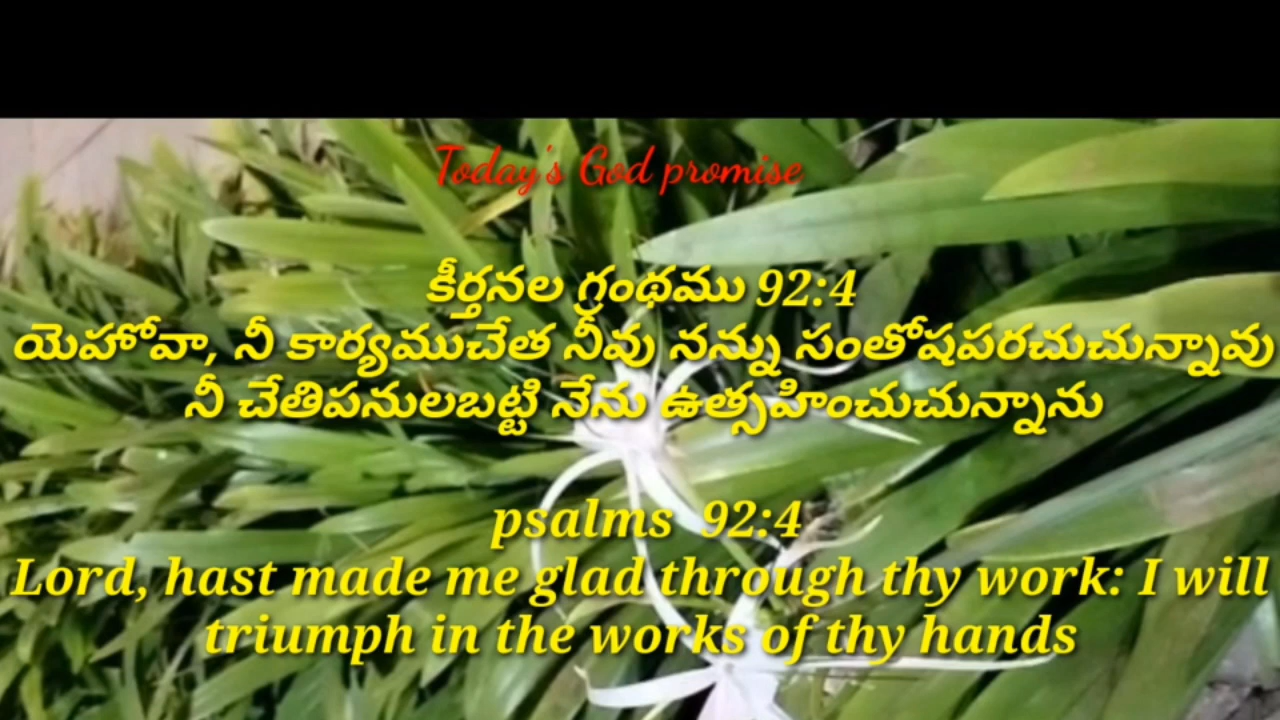 Today's God promise
కీర్తనల గ్రంథము 92:4
యెహోవా, నీ కార్యముచేత నీవు నన్ను సంతోషపరచుచున్నావు
నీ చేతిపనులబట్టి నేను ఉత్సహించుచున్నాను
psalms 92:4
Lord, hast made me glad through thy work: I will
triumph in the works of thy hands